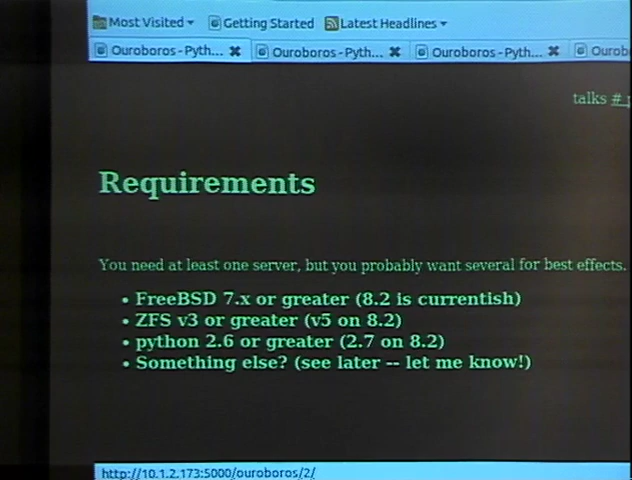 Most Visited
Getting Started
Latest Headlines
Ouroboros - Pyth...
Ouroboros - Pyth...
Ouroboros - Pyth...
talks #
Requirements
You need at least one server, but you probably want several for best effects.
• FreeBSD 7.x or greater (8.2 is currentish)
• ZFS v3 or greater (v5 on 8.2)
• python 2.6 or greater (2.7 on 8.2)
• Something else? (see later -- let me know!)
http://10.1.2.173:5000/ouroboros/2/